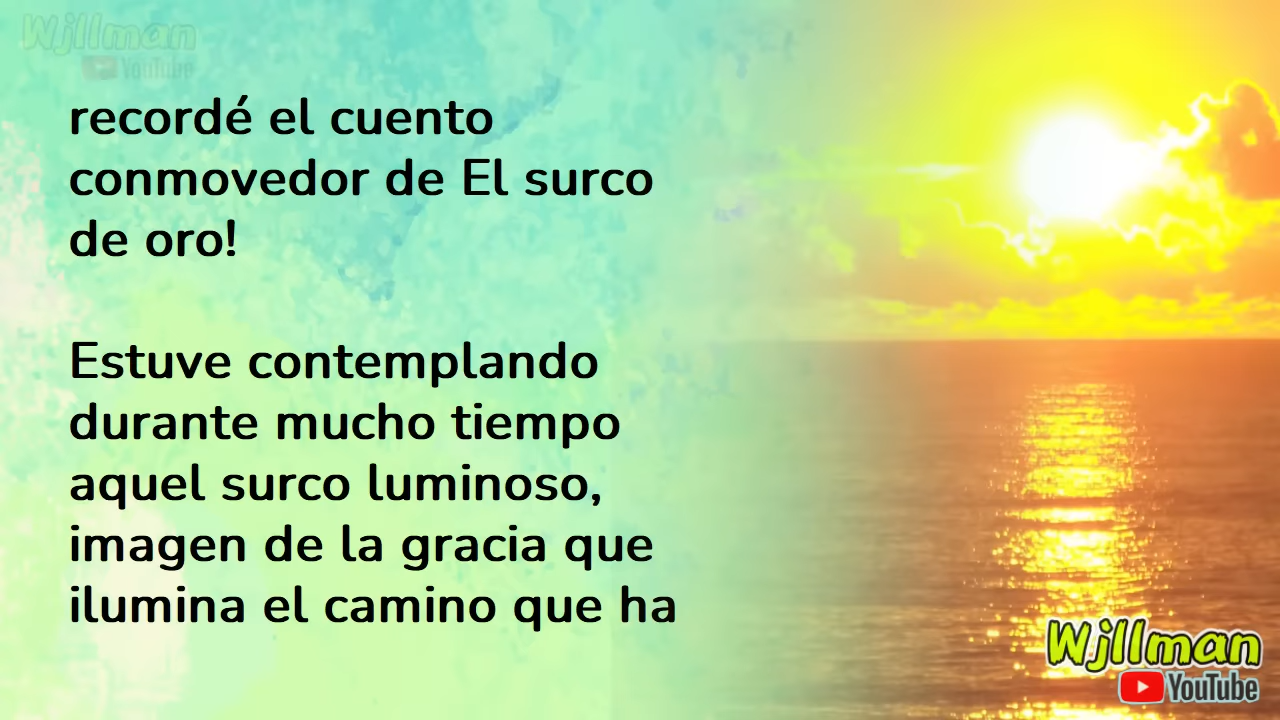 Wjllman
YouTube
recordé el cuento
conmovedor de El surco
de oro!
Estuve contemplando
durante mucho tiempo
aquel surco luminoso,
imagen de la gracia que
ilumina el camino que ha
Wjllman
YouTube